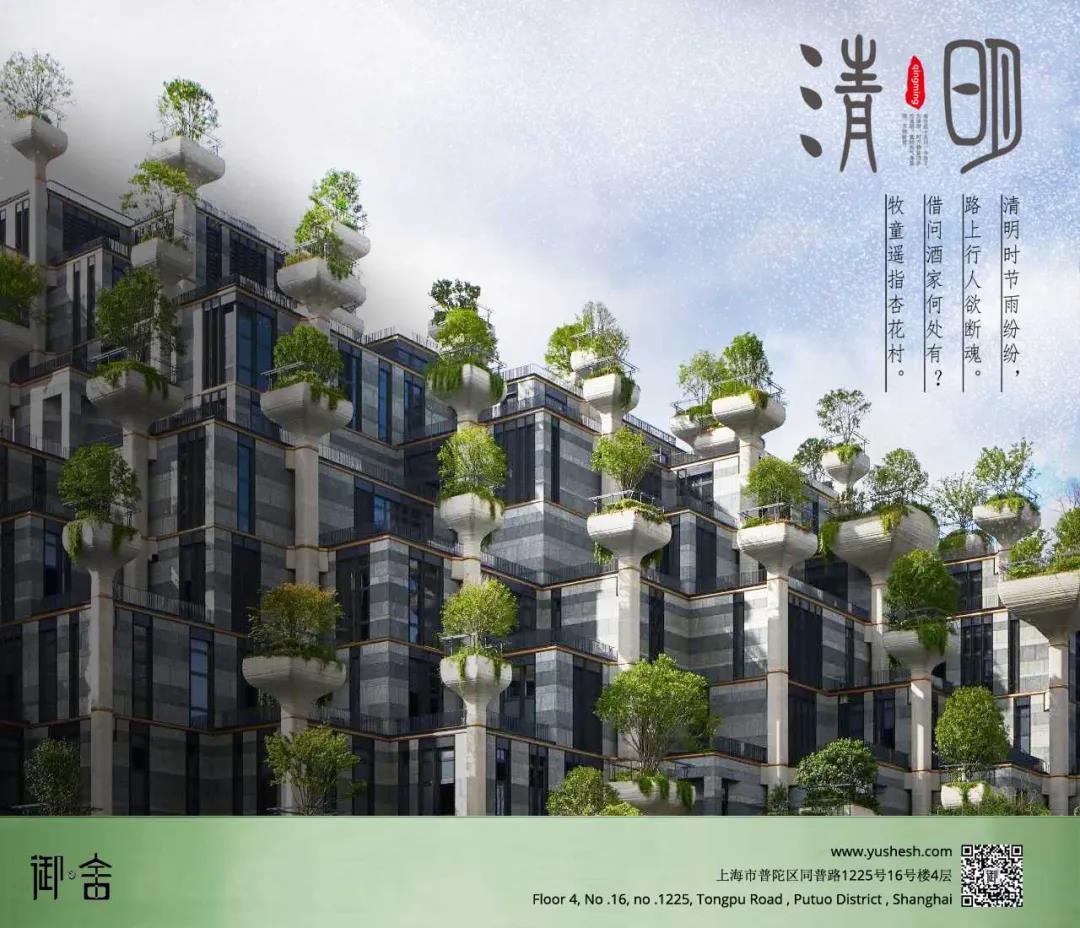 清明
qingming
清明时节雨纷纷，
路上行人欲断魂。
借问酒家何处有？
牧童遥指杏花村。
御舍
www.yushesh.com
上海市普陀区同普路1225号16号楼4层
Floor 4, No .16, no .1225, Tongpu Road , Putuo District , Shanghai